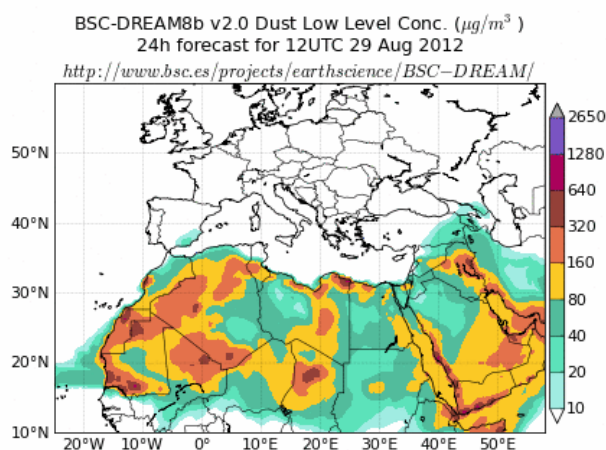 BSC-DREAM8b v2.0 Dust Low Level Conc. (μg/m³ )
24h forecast for 12UTC 29 Aug 2012
http://www.bsc.es/projects/earthscience/BSC−DREAM/
2650
50°N
1280
640
40°N
320
160
30°N
80
40
20°N
20
10
10°N
20°W 10°W 0° 10°E 20°E 30°E 40°E 50°E